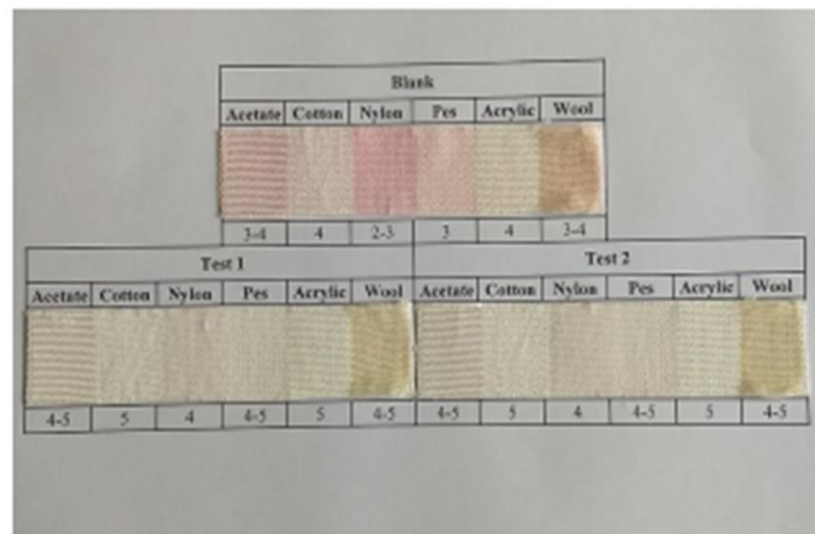 Blank
Acetate Cotton Nylon Pes Acrylic Wool
3-4 4 2-3 3 4 3-4
Test 1 Test 2
Acetate Cotton Nylon Pes Acrylic Wool Acetate Cotton Nylon Pes Acrylic Wool
4-5 5 4 4-5 5 4-5 4-5 5 4 4-5 5 4-5